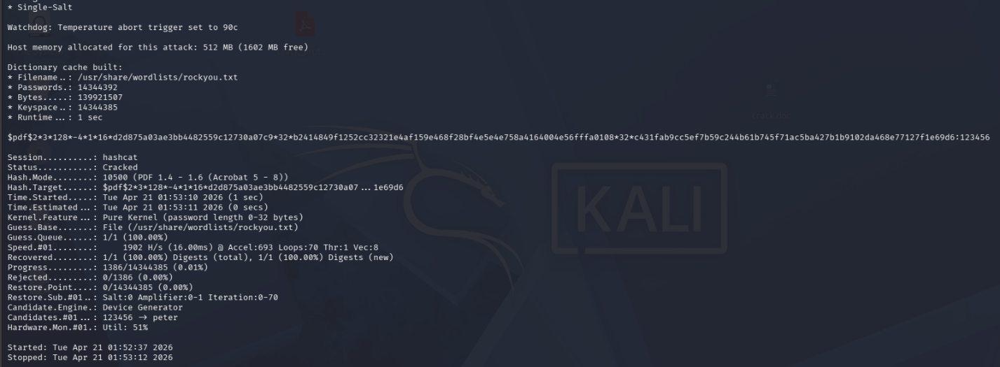 * Single-Salt
Watchdog: Temperature abort trigger set to 90c
Host memory allocated for this attack: 512 MB (1602 MB free)
Dictionary cache built:
* Filename..: /usr/share/wordlists/rockyou.txt
* Passwords.: 14344392
* Bytes.....: 139921507
* Keyspace..: 14344385
* Runtime...: 1 sec
$pdf$2*3*128*-4*1*16*d2d875a03ae3bb4482559c12730a07c9*32*b2414849f1252cc32321e4af159e468f28bf4e5e4e758a4164004e56fffa0108*32*c431fab9cc5ef7b59c244b61b745f71ac5ba427b1b9102da468e77127f1e69d6:123456
Session..........: hashcat
Status...........: Cracked
Hash.Mode........: 10500 (PDF 1.4 - 1.6 (Acrobat 5 - 8))
Hash.Target......: $pdf$2*3*128*-4*1*16*d2d875a03ae3bb4482559c12730a07...1e69d6
Time.Started.....: Tue Apr 21 01:53:10 2026 (1 sec)
Time.Estimated...: Tue Apr 21 01:53:11 2026 (0 secs)
Kernel.Feature...: Pure Kernel (password length 0-32 bytes)
Guess.Base.......: File (/usr/share/wordlists/rockyou.txt)
Guess.Queue......: 1/1 (100.00%)
Speed.#01........:     1902 H/s (16.00ms) @ Accel:693 Loops:70 Thr:1 Vec:8
Recovered........: 1/1 (100.00%) Digests (total), 1/1 (100.00%) Digests (new)
Progress.........: 1386/14344385 (0.01%)
Rejected.........: 0/1386 (0.00%)
Restore.Point....: 0/14344385 (0.00%)
Restore.Sub.#01..: Salt:0 Amplifier:0-1 Iteration:0-70
Candidate.Engine.: Device Generator
Candidates.#01...: 123456 -> peter
Hardware.Mon.#01.: Util: 51%
Started: Tue Apr 21 01:52:37 2026
Stopped: Tue Apr 21 01:53:12 2026
KALI